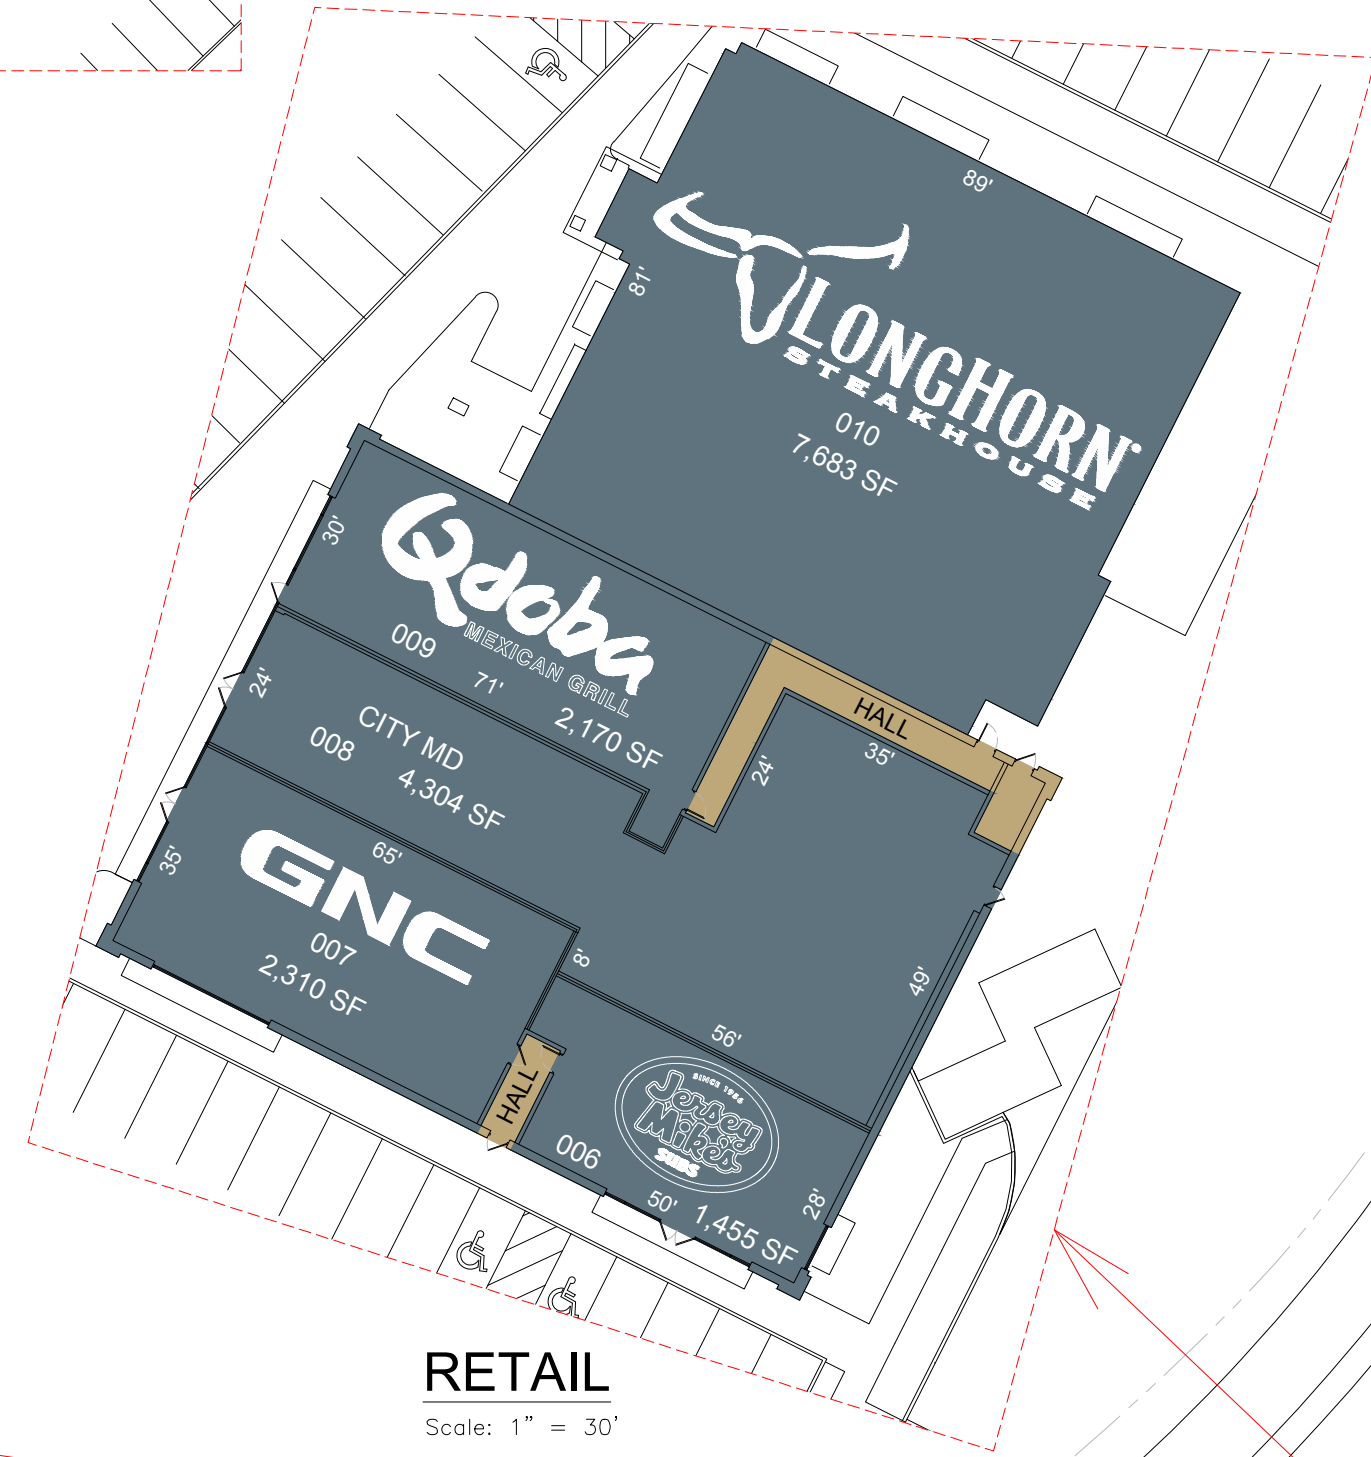 89'
81'
LONGHORN®
STEAKHOUSE
010
7,683 SF
30'
Qdoba
MEXICAN GRILL
009
71'
2,170 SF
HALL
35'
24'
24'
CITY MD
008
4,304 SF
35'
65'
GNC
007
2,310 SF
8'
49'
56'
HALL
SINCE 1956
Jersey
Mike's
SUBS
006
50'
1,455 SF
28'
RETAIL
Scale: 1" = 30'